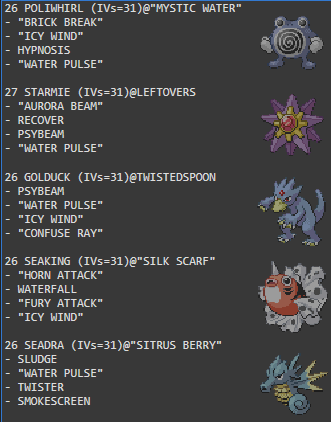 26 POLIWHIRL (IVs=31)@"MYSTIC WATER"
- "BRICK BREAK"
- "ICY WIND"
- HYPNOSIS
- "WATER PULSE"
27 STARMIE (IVs=31)@LEFTOVERS
- "AURORA BEAM"
- RECOVER
- PSYBEAM
- "WATER PULSE"
26 GOLDUCK (IVs=31)@TWISTEDSPOON
- PSYBEAM
- "WATER PULSE"
- "ICY WIND"
- "CONFUSE RAY"
26 SEAKING (IVs=31)@"SILK SCARF"
- "HORN ATTACK"
- WATERFALL
- "FURY ATTACK"
- "ICY WIND"
26 SEADRA (IVs=31)@"SITRUS BERRY"
- SLUDGE
- "WATER PULSE"
- TWISTER
- SMOKESCREEN